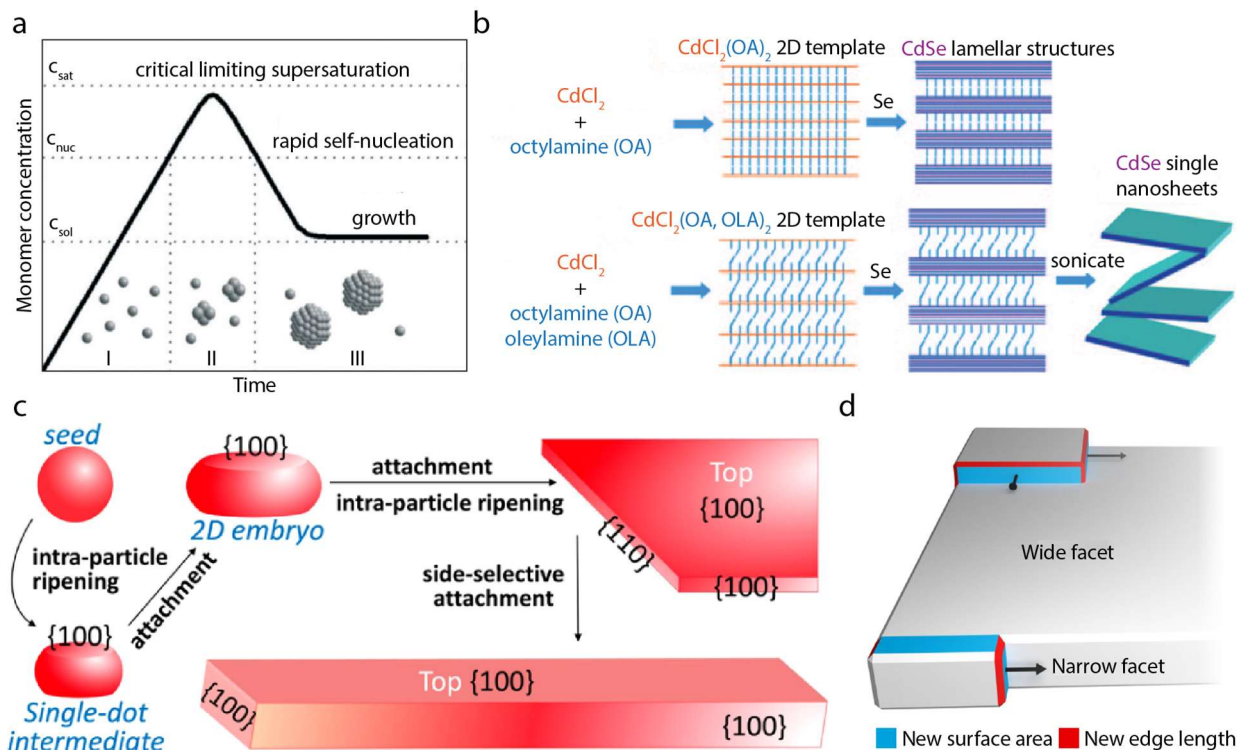 a
Monomer concentration
C_sat
critical limiting supersaturation
C_nuc
rapid self-nucleation
C_sol
growth
I
II
III
Time
b
CdCl₂(OA)₂ 2D template
CdSe lamellar structures
CdCl₂
+
octylamine (OA)
Se
CdSe single
nanosheets
CdCl₂(OA, OLA)₂ 2D template
CdCl₂
+
octylamine (OA)
oleylamine (OLA)
Se
sonicate
c
seed
{100}
2D embryo
intra-particle
ripening
attachment
{100}
Single-dot
intermediate
attachment
intra-particle ripening
Top
{100}
{110}
{100}
side-selective
attachment
Top {100}
{100}
{100}
d
Wide facet
Narrow facet
New surface area
New edge length